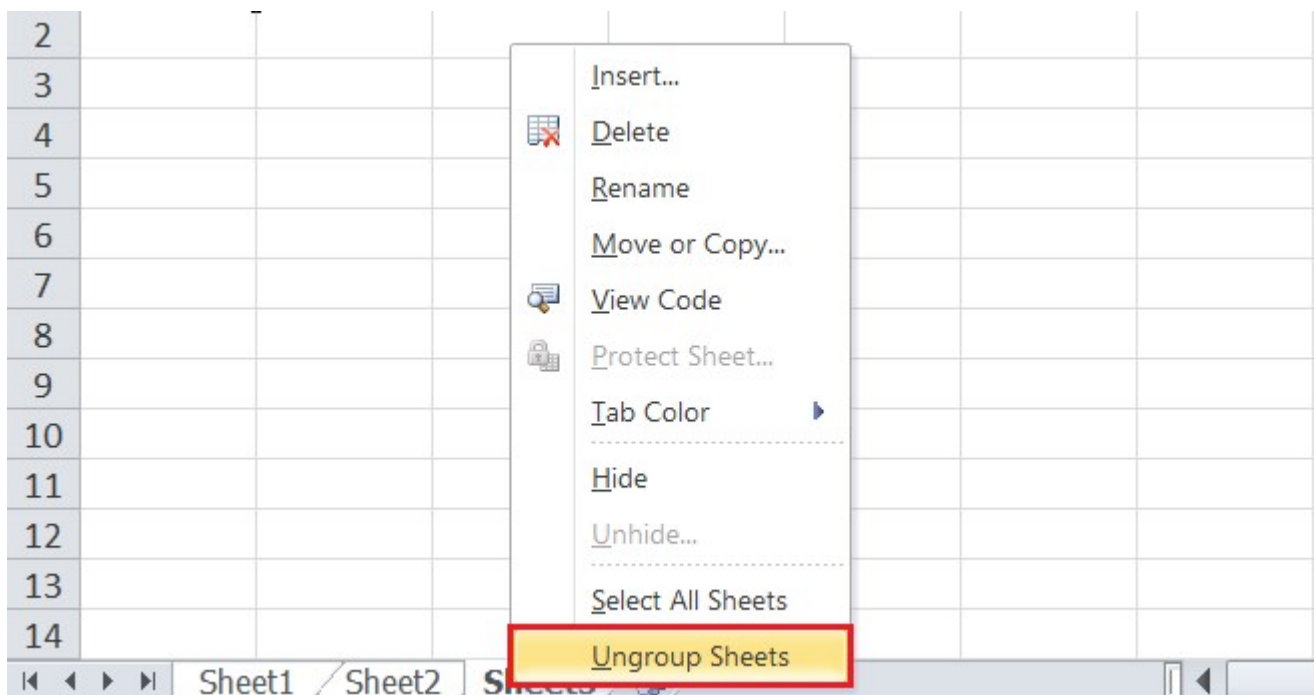 2
3
Insert...
4
Delete
5
Rename
6
Move or Copy...
7
View Code
8
Protect Sheet...
9
Tab Color
10
11
Hide
12
Unhide...
13
Select All Sheets
14
Ungroup Sheets
Sheet1 Sheet2